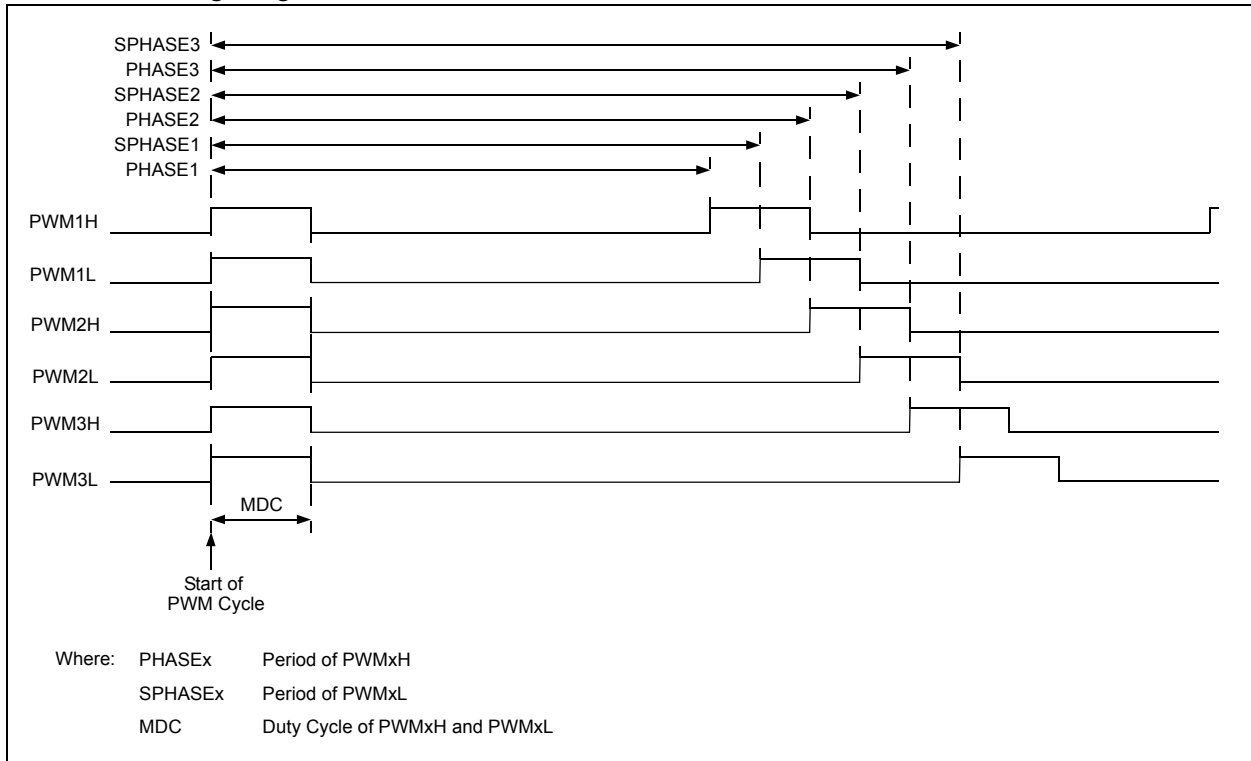 SPHASE3
PHASE3
SPHASE2
PHASE2
SPHASE1
PHASE1
PWM1H
PWM1L
PWM2H
PWM2L
PWM3H
PWM3L
MDC
Start of
PWM Cycle
Where: PHASEx Period of PWMxH
SPHASEx Period of PWMxL
MDC Duty Cycle of PWMxH and PWMxL